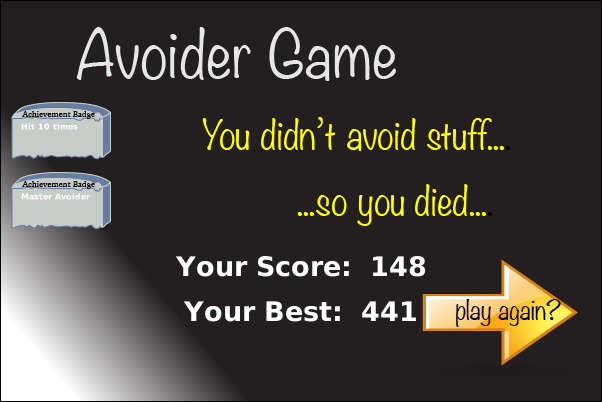 Avoider Game
Achievement Badge
Hit 10 times
You didn't avoid stuff....
Achievement Badge
Master Avoider
...so you died....
Your Score: 148
Your Best: 441
play again?